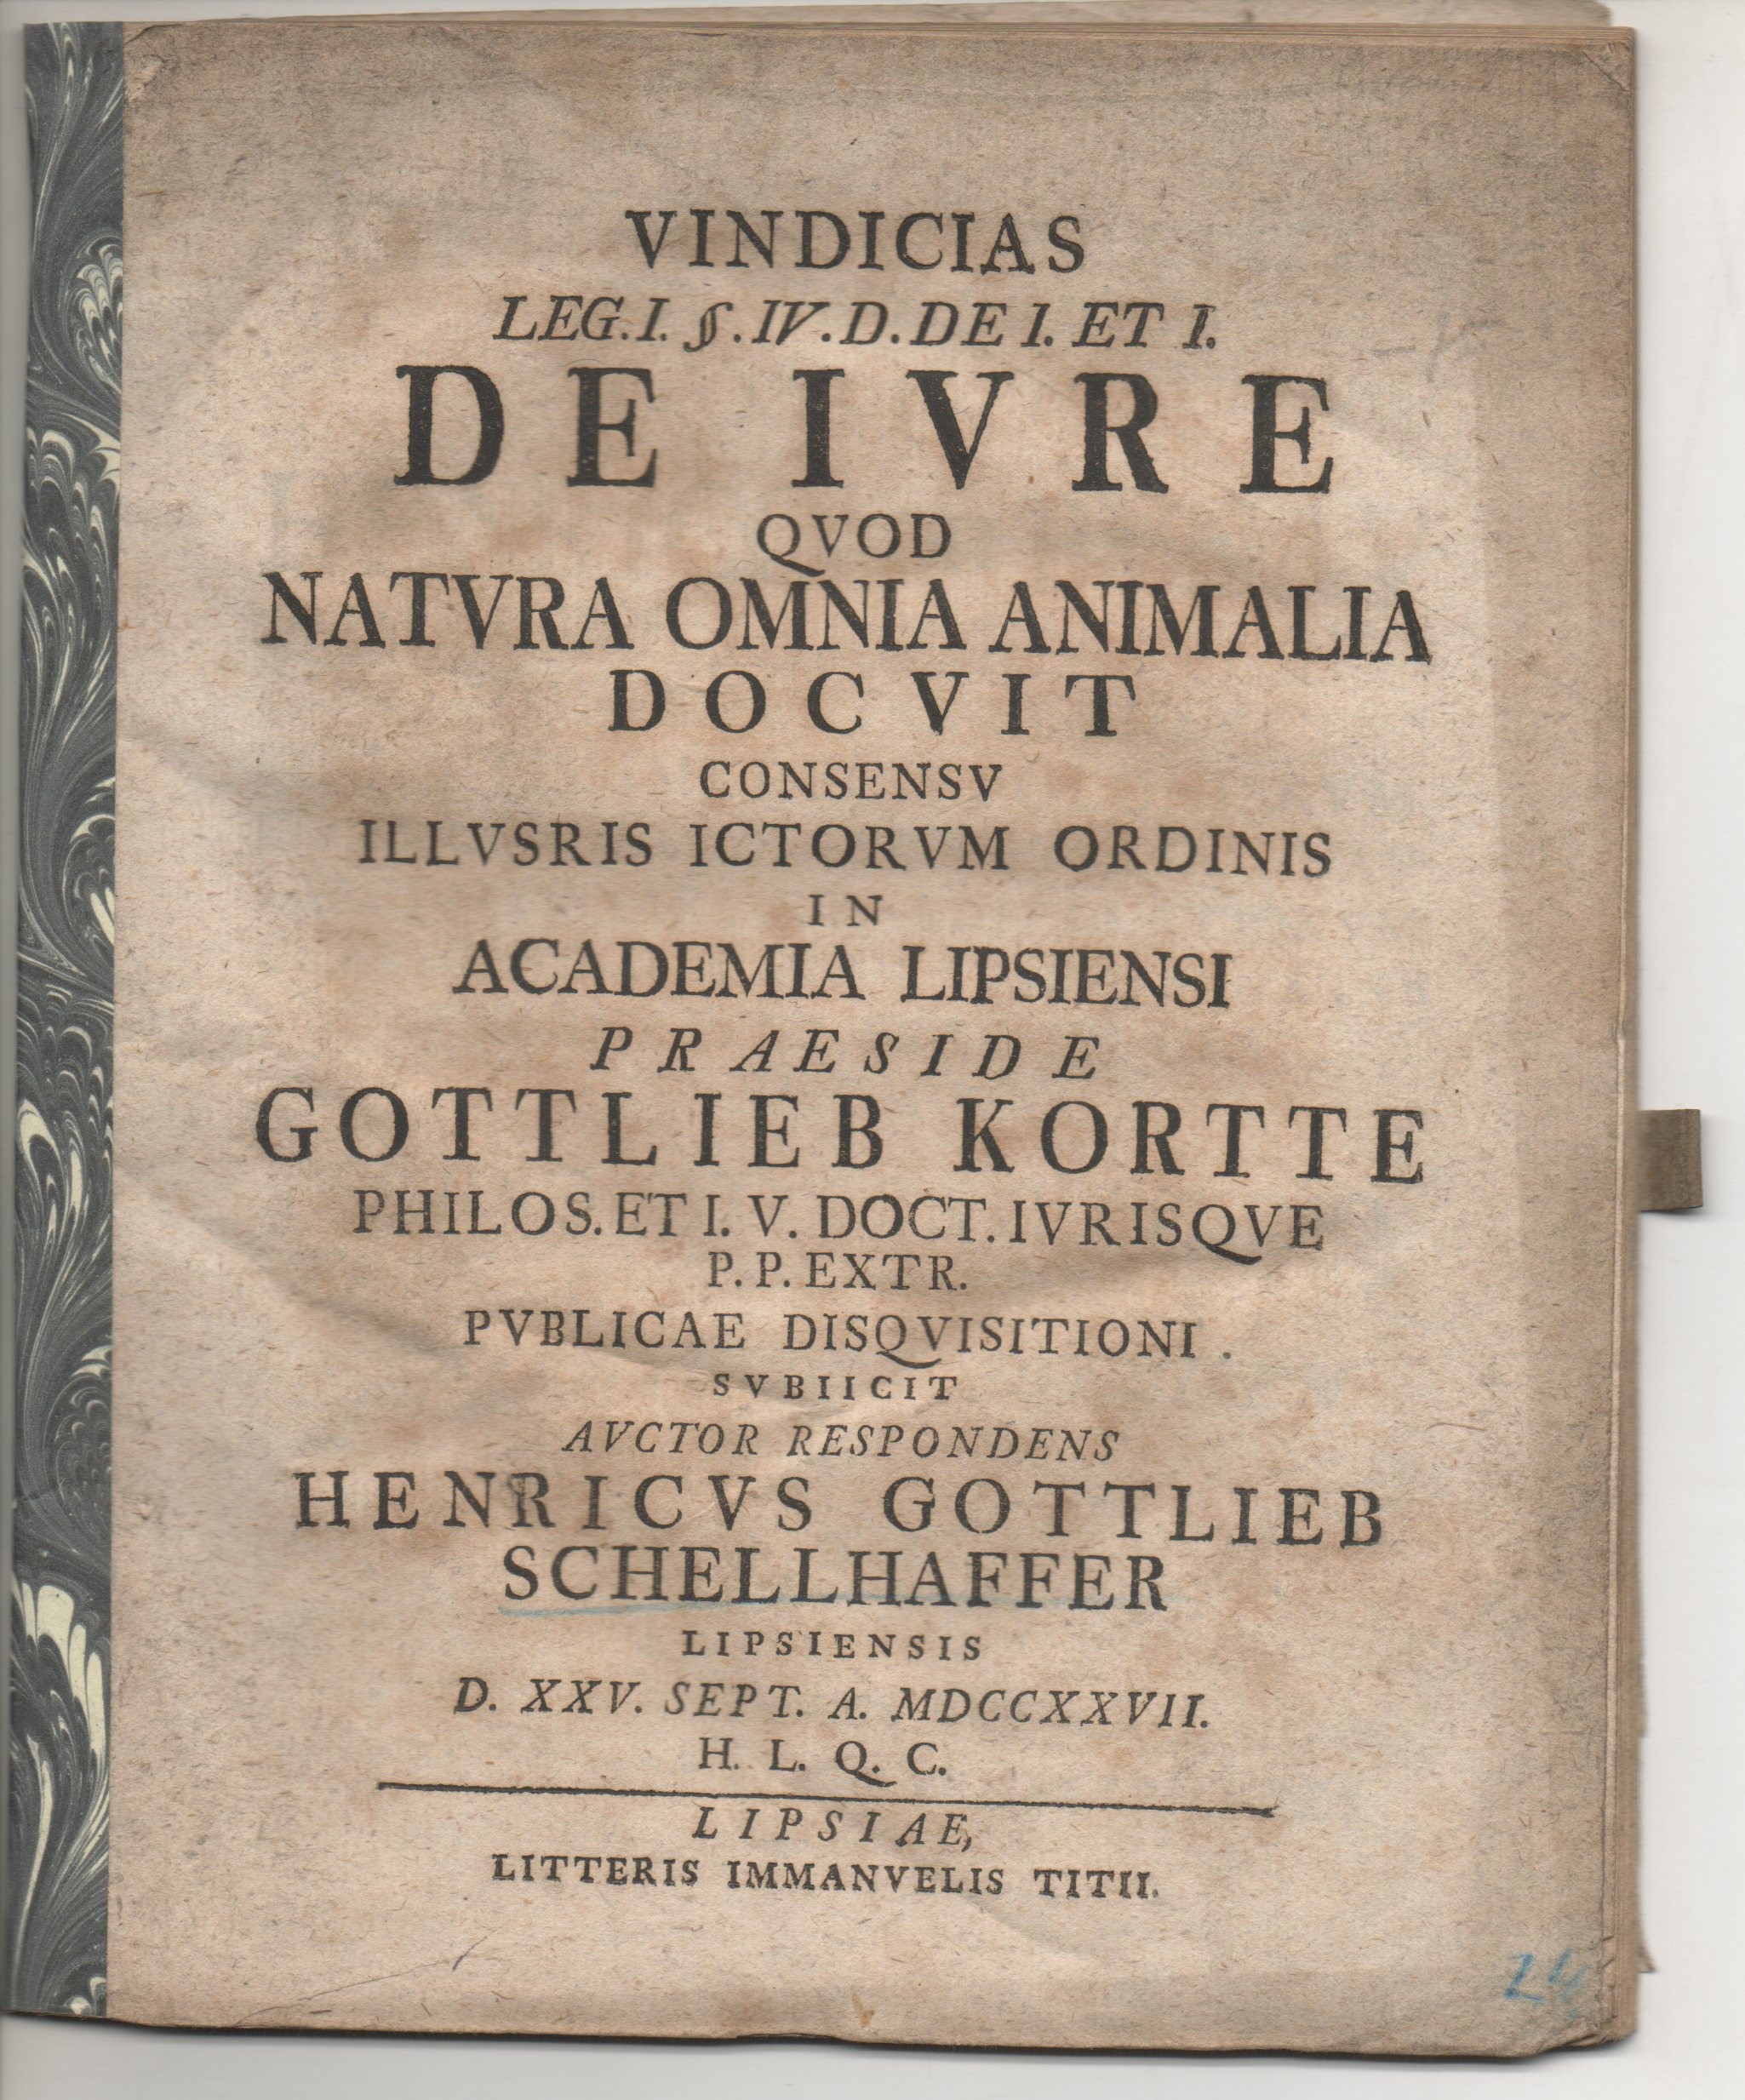 VINDICIAS
LEG. I. §. IV. D. DE I. ET I.
DE IVRE
QVOD
NATVRA OMNIA ANIMALIA
DOCVIT
CONSENSV
ILLVSRIS ICTORVM ORDINIS
IN
ACADEMIA LIPSIENSI
PRAESIDE
GOTTLIEB KORTTE
PHILOS. ET I. V. DOCT. IVRISQVE
P. P. EXTR.
PVBLICAE DISQVISITIONI.
SVBIICIT
AVCTOR RESPONDENS
HENRICVS GOTTLIEB
SCHELLHAFFER
LIPSIENSIS
D. XXV. SEPT. A. MDCCXXVII.
H. L. Q. C.
LIPSIAE,
LITTERIS IMMANVELIS TITII.
24